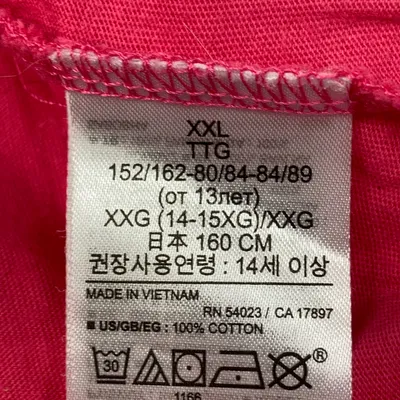 XXL
TTG
152/162-80/84-84/89
(от 13лет)
XXG (14-15XG)/XXG
日本 160 CM
권장사용연령 : 14세 이상
MADE IN VIETNAM
RN 54023 / CA 17897
■ US/GB/EG : 100% COTTON
30
®
1166